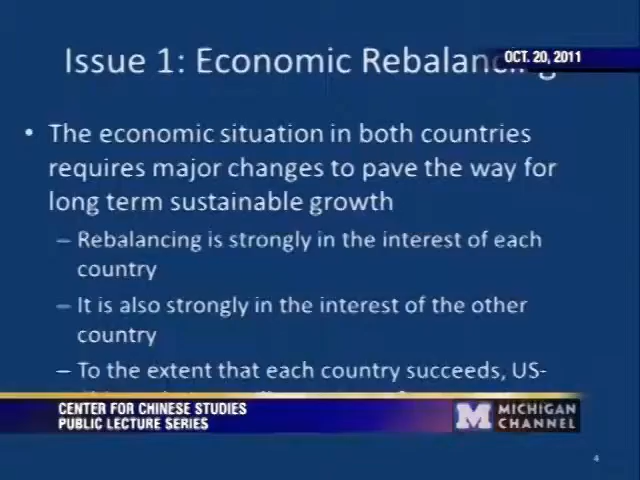 Issue 1: Economic Rebalancing
OCT. 20, 2011
• The economic situation in both countries
requires major changes to pave the way for
long term sustainable growth
– Rebalancing is strongly in the interest of each
country
– It is also strongly in the interest of the other
country
– To the extent that each country succeeds, US-
CENTER FOR CHINESE STUDIES
PUBLIC LECTURE SERIES
M MICHIGAN
CHANNEL
4